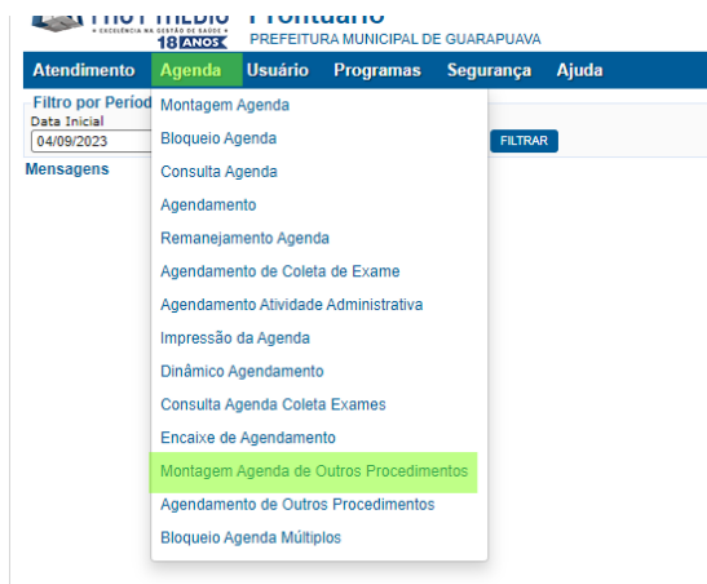 Prontuário
EXCELÊNCIA NA GESTÃO DE SAÚDE
18 ANOS
PREFEITURA MUNICIPAL DE GUARAPUAVA
Atendimento Agenda Usuário Programas Segurança Ajuda
Filtro por Period
Data Inicial
04/09/2023
FILTRAR
Mensagens
Montagem Agenda
Bloqueio Agenda
Consulta Agenda
Agendamento
Remanejamento Agenda
Agendamento de Coleta de Exame
Agendamento Atividade Administrativa
Impressão da Agenda
Dinâmico Agendamento
Consulta Agenda Coleta Exames
Encaixe de Agendamento
Montagem Agenda de Outros Procedimentos
Agendamento de Outros Procedimentos
Bloqueio Agenda Múltiplos